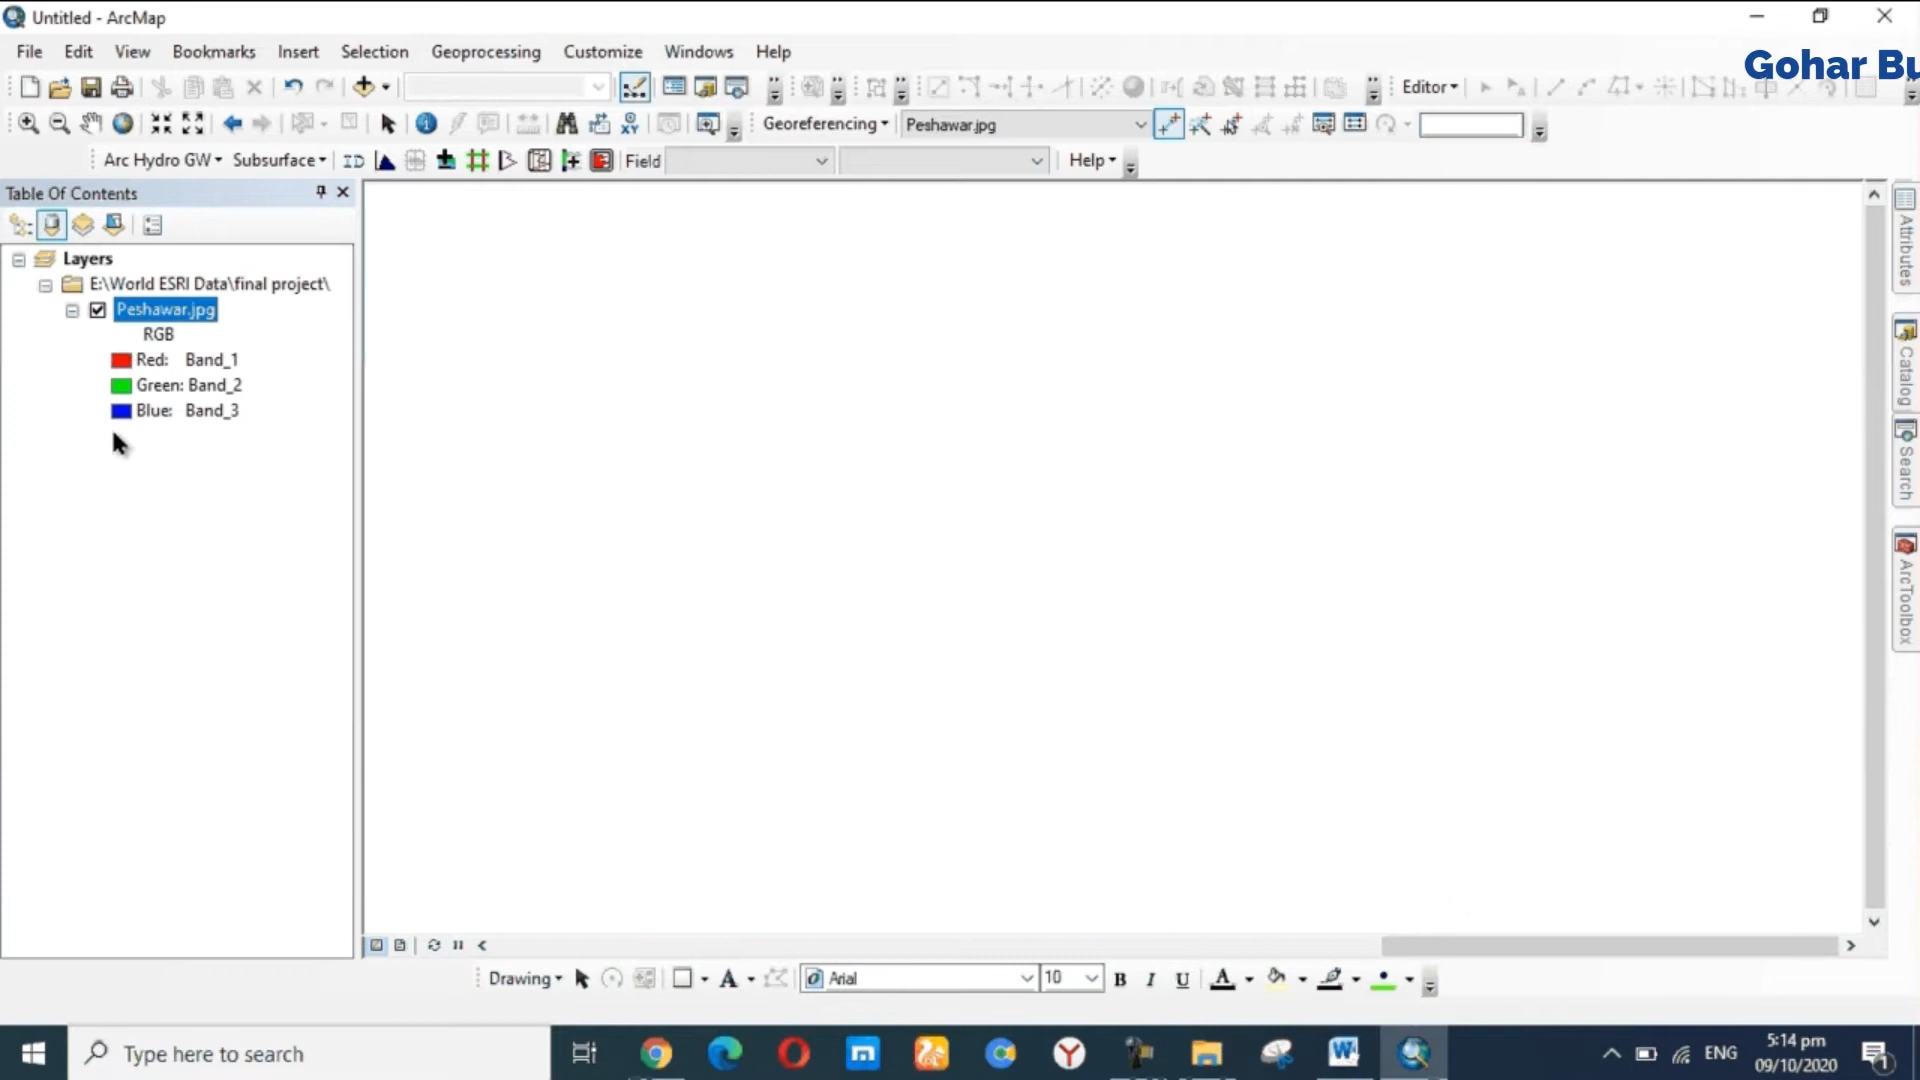 Untitled - ArcMap
File Edit View Bookmarks Insert Selection Geoprocessing Customize Windows Help
Gohar Bu
Editor
Georeferencing Peshawar.jpg
Arc Hydro GW Subsurface ID Field Help
Table Of Contents
Layers
E:\World ESRI Data\final project\
Peshawar.jpg
RGB
Red: Band_1
Green: Band_2
Blue: Band_3
Attributes
Catalog
Search
ArcToolbox
Drawing A Arial 10 B I U A
Type here to search
ENG
5:14 pm
09/10/2020
1